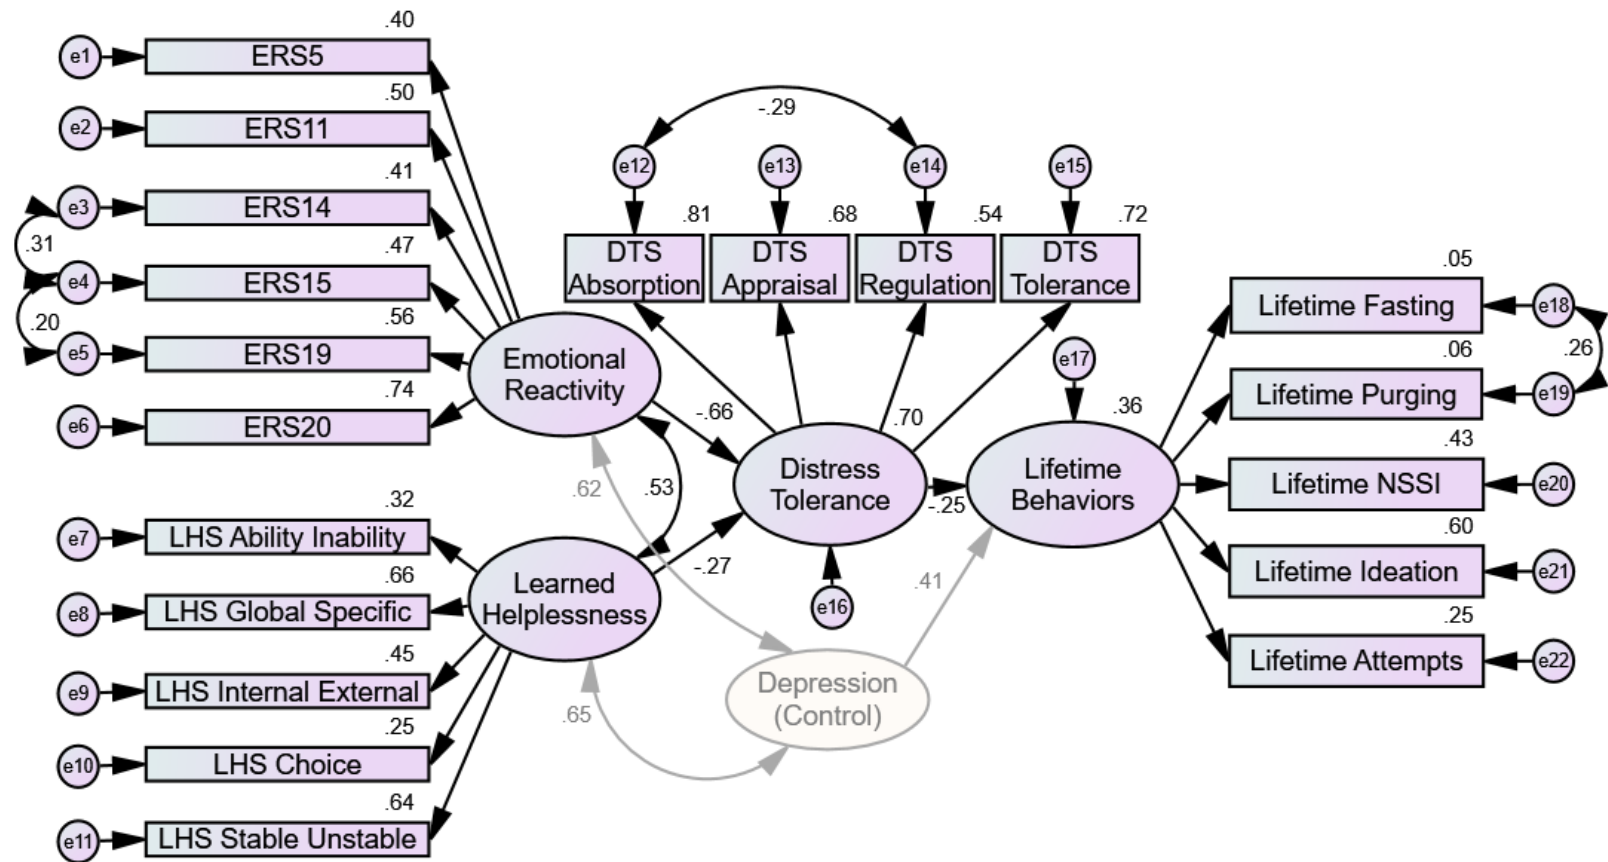 .40
e1
ERS5
.50
e2
ERS11
.41
e3
ERS14
.31
.47
e4
ERS15
.20
.56
e5
ERS19
.74
e6
ERS20
Emotional
Reactivity
.32
e7
LHS Ability Inability
.66
e8
LHS Global Specific
.45
e9
LHS Internal External
.25
e10
LHS Choice
.64
e11
LHS Stable Unstable
Learned
Helplessness
.53
.62
.65
-.66
-.27
-.29
e12
e13
e14
e15
.81
.68
.54
.72
DTS
Absorption
DTS
Appraisal
DTS
Regulation
DTS
Tolerance
.70
Distress
Tolerance
e16
Depression
(Control)
-.25
.41
e17
.36
Lifetime
Behaviors
.05
Lifetime Fasting
e18
.26
.06
Lifetime Purging
e19
.43
Lifetime NSSI
e20
.60
Lifetime Ideation
e21
.25
Lifetime Attempts
e22